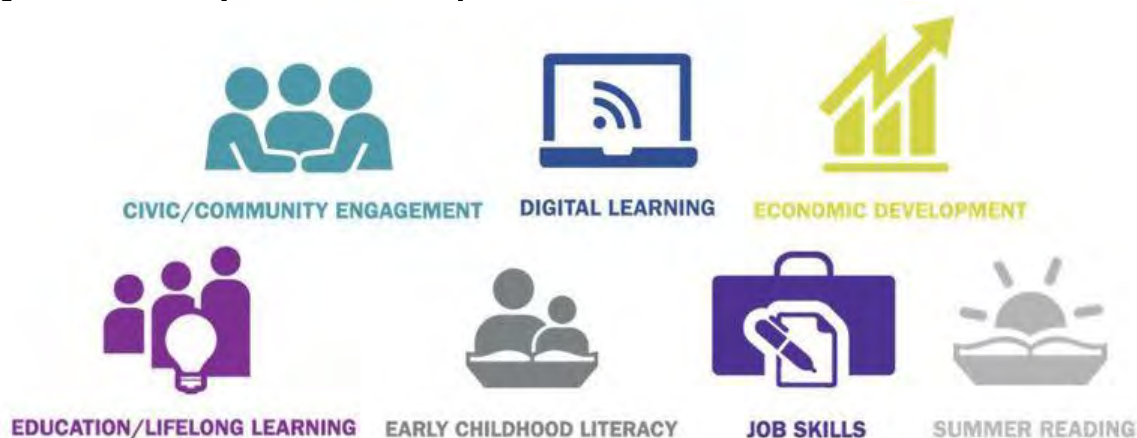 CIVIC/COMMUNITY ENGAGEMENT
DIGITAL LEARNING
ECONOMIC DEVELOPMENT
EDUCATION/LIFELONG LEARNING
EARLY CHILDHOOD LITERACY
JOB SKILLS
SUMMER READING